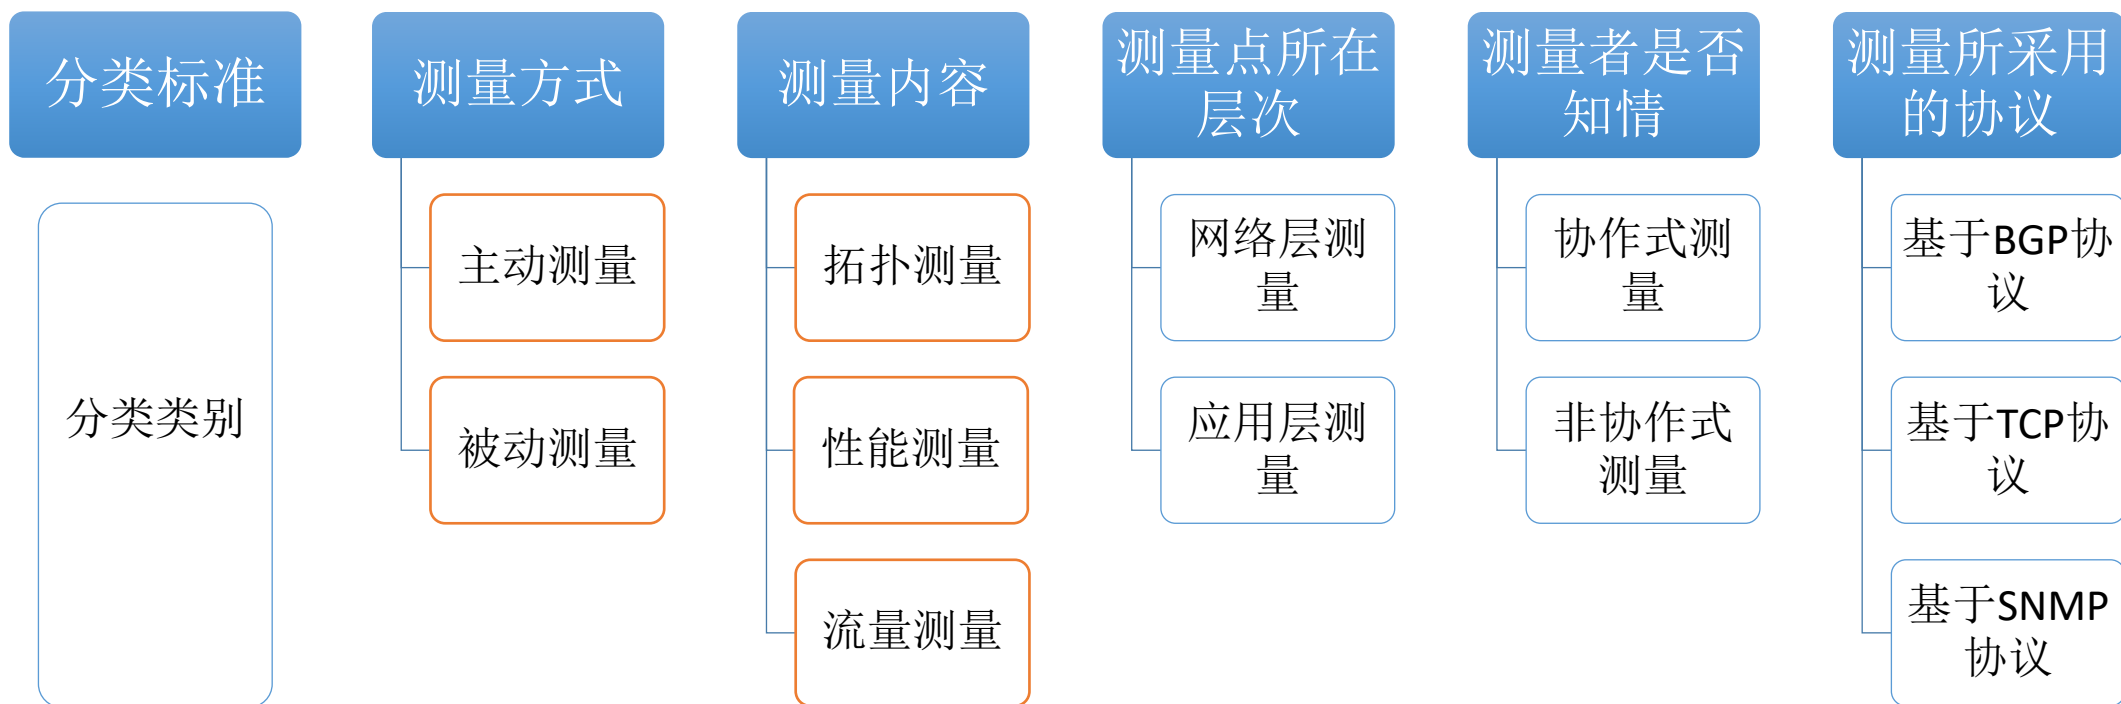 分类标准
分类类别
测量方式
主动测量
被动测量
测量内容
拓扑测量
性能测量
流量测量
测量点所在
层次
网络层测
量
应用层测
量
测量者是否
知情
协作式测
量
非协作式
测量
测量所采用
的协议
基于BGP协
议
基于TCP协
议
基于SNMP
协议